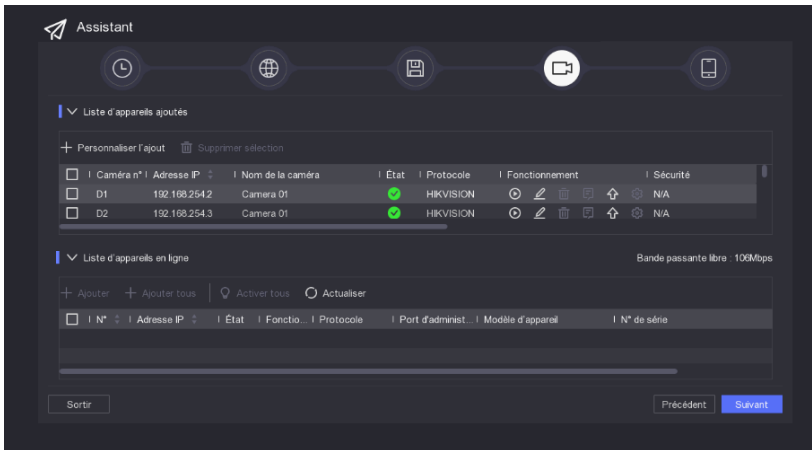 Assistant
Liste d'appareils ajoutés
Personnaliser l'ajout Supprimer sélection
Caméra n° Adresse IP Nom de la caméra État Protocole Fonctionnement Sécurité
D1 192.168.254.2 Camera 01 HIKVISION N/A
D2 192.168.254.3 Camera 01 HIKVISION N/A
Liste d'appareils en ligne Bande passante libre : 106Mbps
Ajouter Ajouter tous Activer tous Actualiser
N° Adresse IP État Fonctio... Protocole Port d'administ... Modèle d'appareil N° de série
Sortir Précédent Suivant